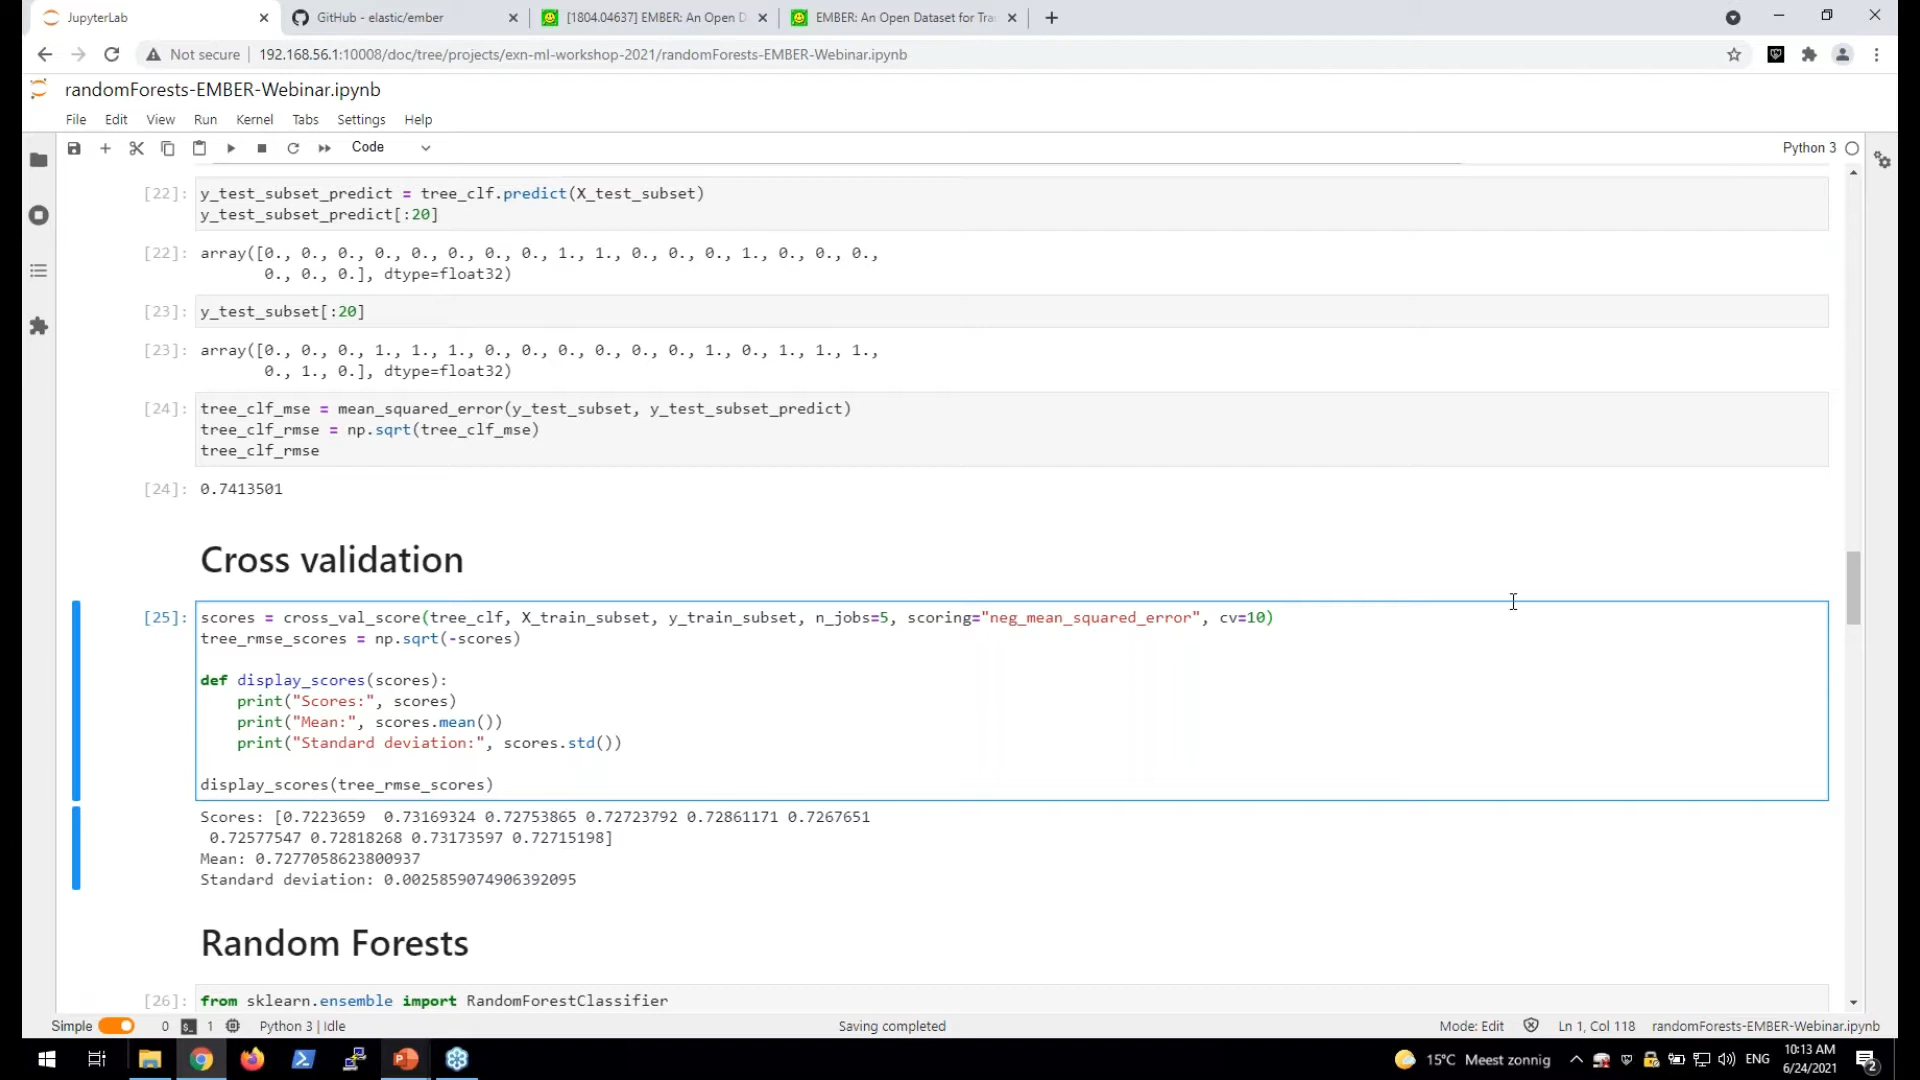 JupyterLab
GitHub - elastic/ember
[1804.04637] EMBER: An Open D
EMBER: An Open Dataset for Tra
Not secure
192.168.56.1:10008/doc/tree/projects/exn-ml-workshop-2021/randomForests-EMBER-Webinar.ipynb
randomForests-EMBER-Webinar.ipynb
File Edit View Run Kernel Tabs Settings Help
Code
Python 3
[22]: y_test_subset_predict = tree_clf.predict(X_test_subset)
y_test_subset_predict[:20]
[22]: array([0., 0., 0., 0., 0., 0., 0., 0., 1., 1., 0., 0., 0., 1., 0., 0., 0.,
0., 0., 0.], dtype=float32)
[23]: y_test_subset[:20]
[23]: array([0., 0., 0., 1., 1., 1., 0., 0., 0., 0., 0., 0., 1., 0., 1., 1., 1.,
0., 1., 0.], dtype=float32)
[24]: tree_clf_mse = mean_squared_error(y_test_subset, y_test_subset_predict)
tree_clf_rmse = np.sqrt(tree_clf_mse)
tree_clf_rmse
[24]: 0.7413501
Cross validation
[25]: scores = cross_val_score(tree_clf, X_train_subset, y_train_subset, n_jobs=5, scoring="neg_mean_squared_error", cv=10)
tree_rmse_scores = np.sqrt(-scores)
def display_scores(scores):
print("Scores:", scores)
print("Mean:", scores.mean())
print("Standard deviation:", scores.std())
display_scores(tree_rmse_scores)
Scores: [0.7223659 0.73169324 0.72753865 0.72723792 0.72861171 0.7267651
0.72577547 0.72818268 0.73173597 0.72715198]
Mean: 0.7277058623800937
Standard deviation: 0.0025859074906392095
Random Forests
[26]: from sklearn.ensemble import RandomForestClassifier
Simple 0 1 Python 3 | Idle Saving completed Mode: Edit Ln 1, Col 118 randomForests-EMBER-Webinar.ipynb
15°C Meest zonnig ENG
10:13 AM
6/24/2021
2